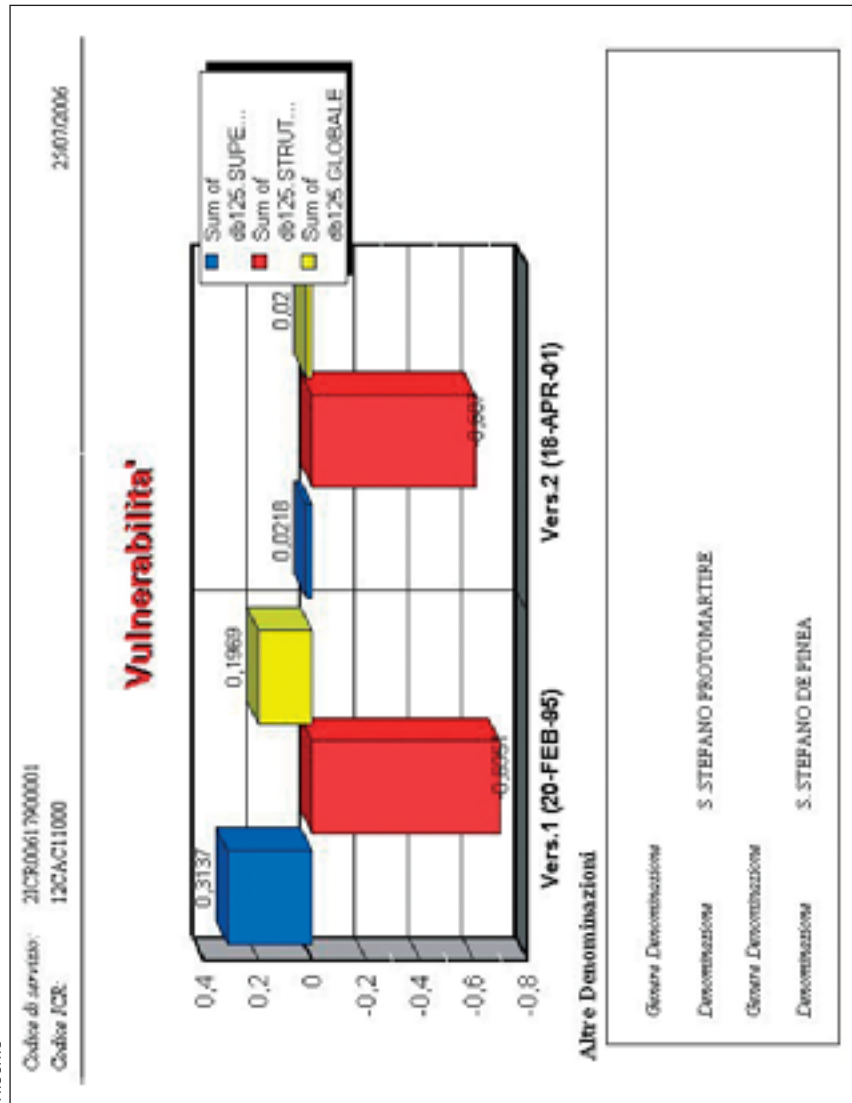 Codice di servizio: 2ICR00617900001 25/07/2006
Codice ICR: 12CAC11000
Vulnerabilita'
Sum of
db125.SUPE...
Sum of
db125.STRUT...
Sum of
db125.GLOBALE
0,4
0,2
0
-0,2
-0,4
-0,6
-0,8
0,3137
0,1969
0,0218
0,02
Vers.1 (20-FEB-95)
Vers.2 (18-APR-01)
Altre Denominazioni
Genere Denominazione
Denominazione S. STEFANO PROTOMARTIRE
Genere Denominazione
Denominazione S. STEFANO DE PINEA